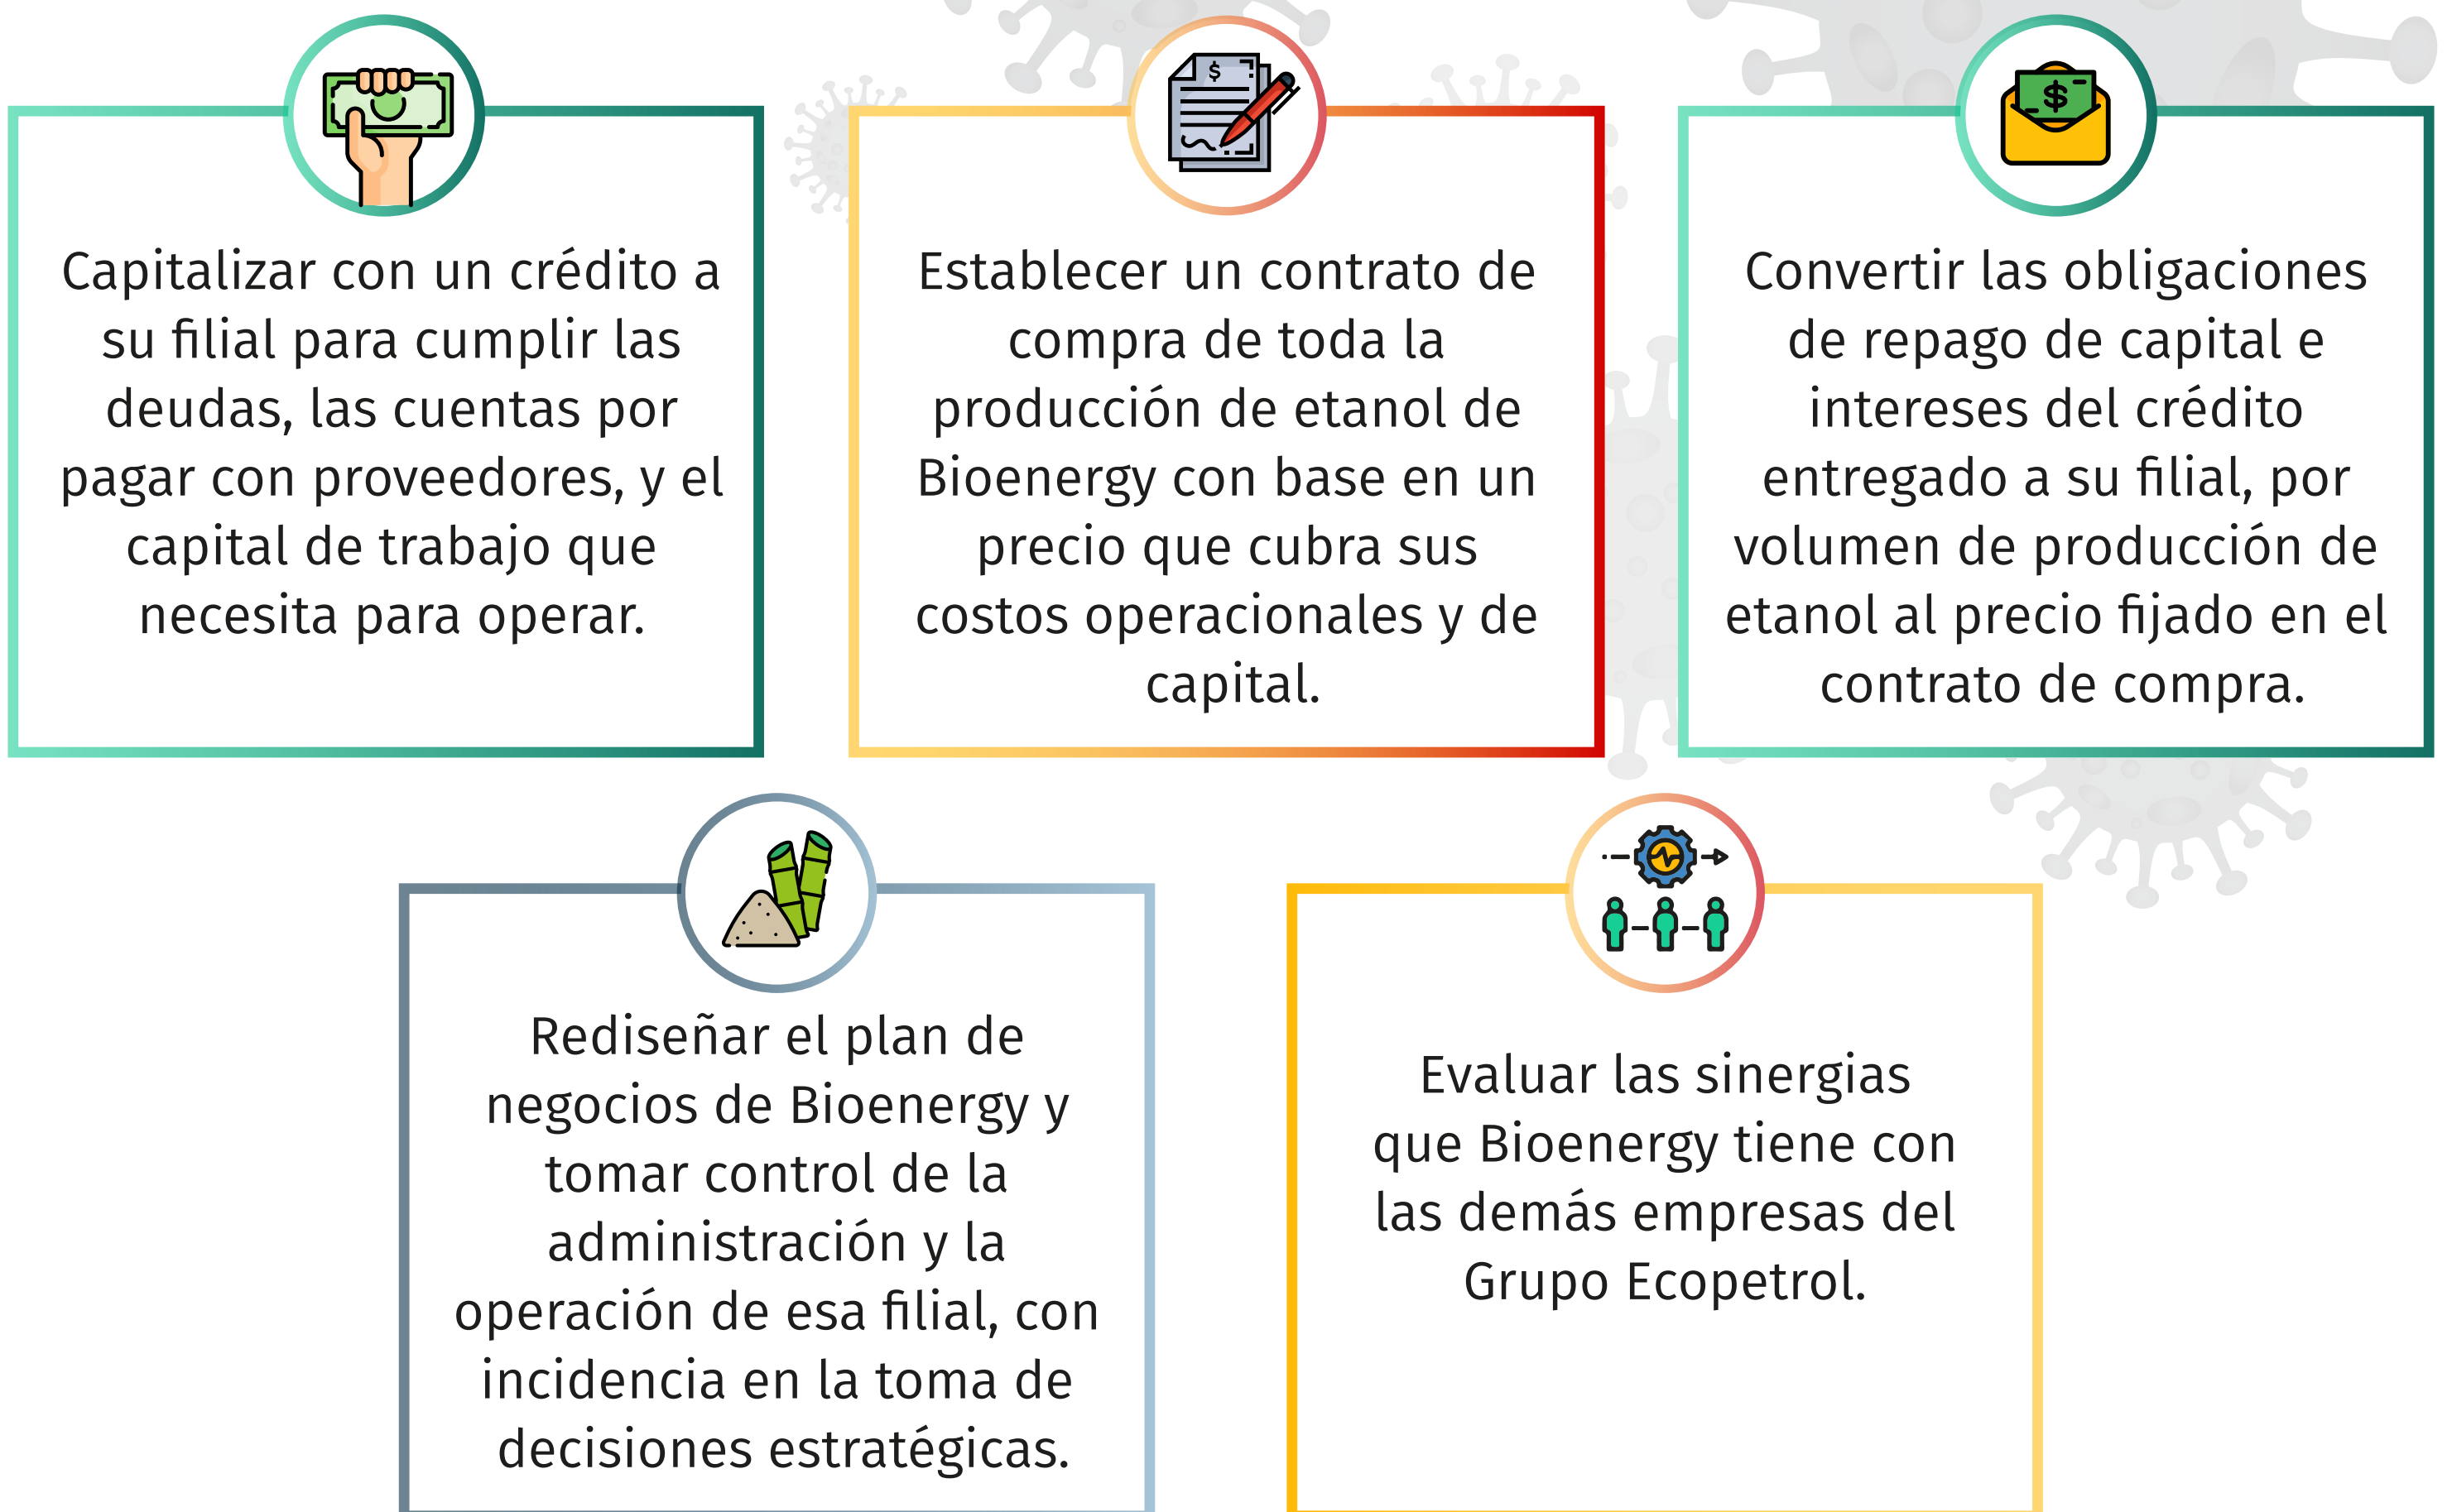 Capitalizar con un crédito a
su filial para cumplir las
deudas, las cuentas por
pagar con proveedores, y el
capital de trabajo que
necesita para operar.
Establecer un contrato de
compra de toda la
producción de etanol de
Bioenergy con base en un
precio que cubra sus
costos operacionales y de
capital.
Convertir las obligaciones
de repago de capital e
intereses del crédito
entregado a su filial, por
volumen de producción de
etanol al precio fijado en el
contrato de compra.
Rediseñar el plan de
negocios de Bioenergy y
tomar control de la
administración y la
operación de esa filial, con
incidencia en la toma de
decisiones estratégicas.
Evaluar las sinergias
que Bioenergy tiene con
las demás empresas del
Grupo Ecopetrol.